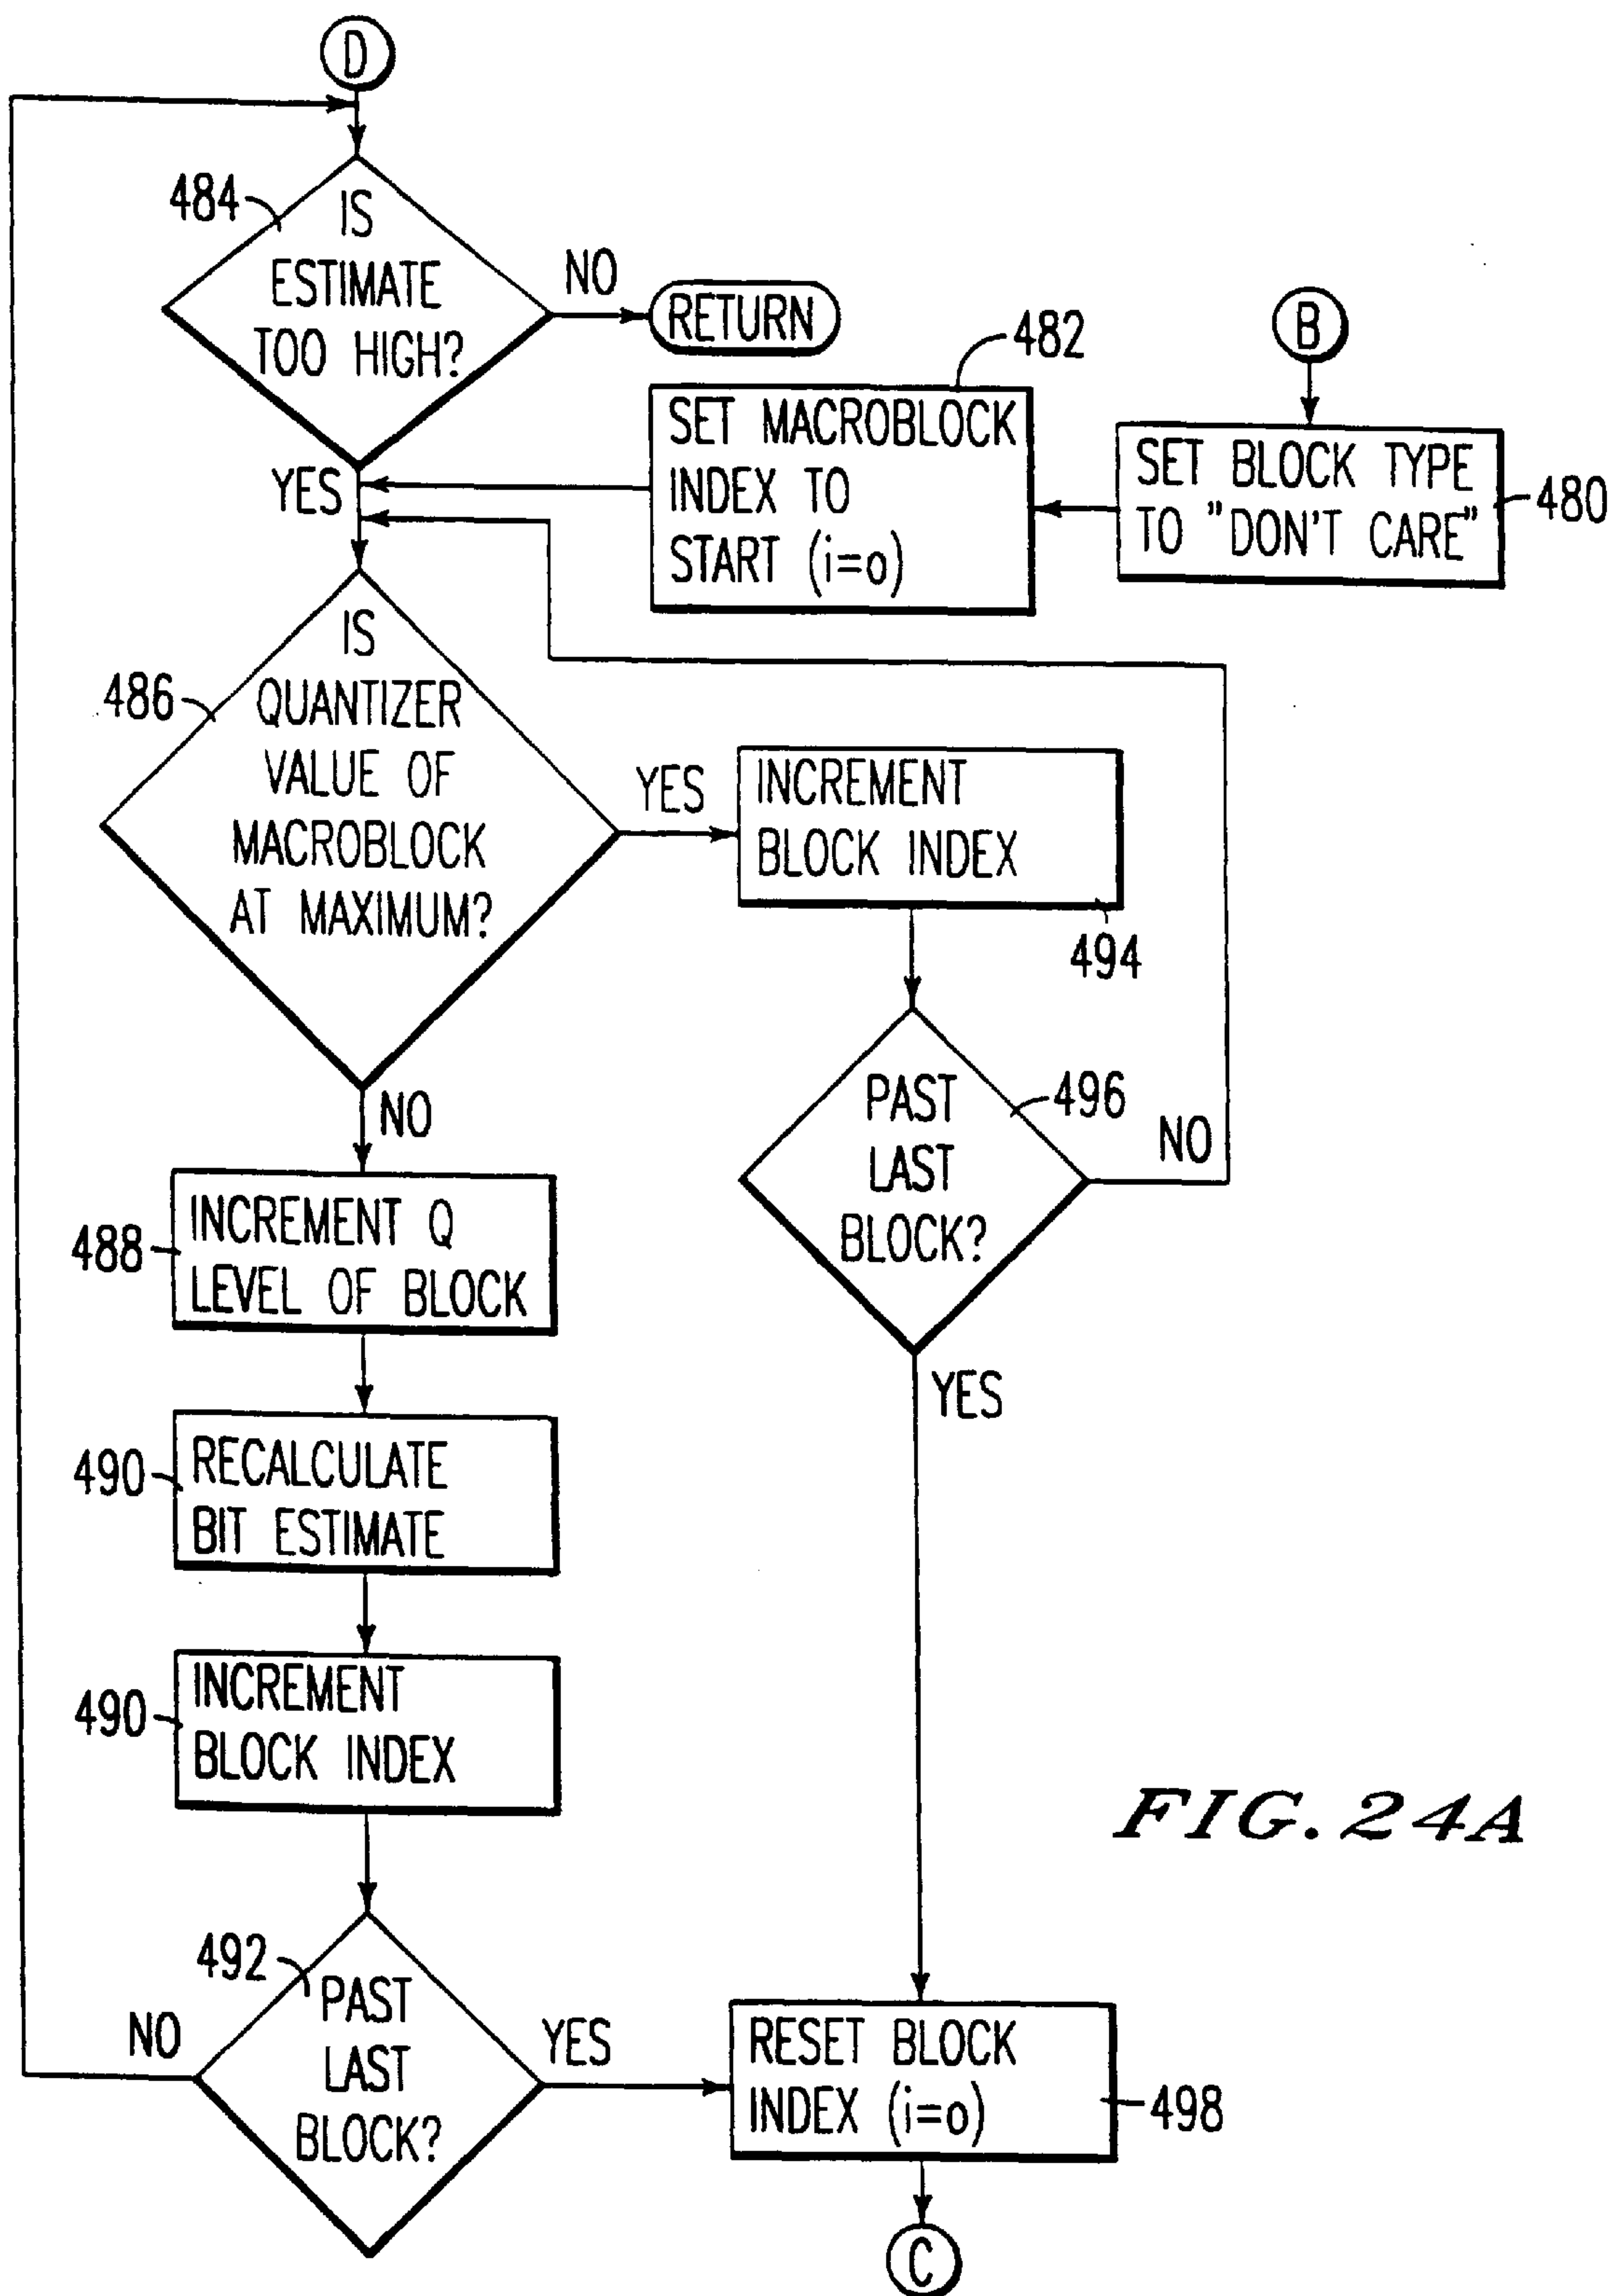 D
484
IS
ESTIMATE
TOO HIGH?
NO
RETURN
YES
482
SET MACROBLOCK
INDEX TO
START (i=o)
B
SET BLOCK TYPE
TO "DON'T CARE"
480
486
IS
QUANTIZER
VALUE OF
MACROBLOCK
AT MAXIMUM?
YES
INCREMENT
BLOCK INDEX
494
NO
PAST
LAST
BLOCK?
496
NO
YES
488
INCREMENT Q
LEVEL OF BLOCK
490
RECALCULATE
BIT ESTIMATE
490
INCREMENT
BLOCK INDEX
492
PAST
LAST
BLOCK?
NO
YES
RESET BLOCK
INDEX (i=o)
498
C
FIG. 24A